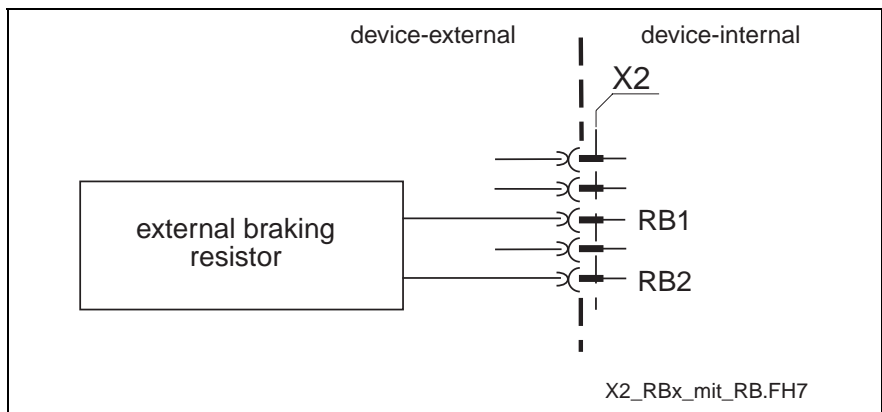 device-external
device-internal
X2
external braking
resistor
RB1
RB2
X2_RBx_mit_RB.FH7